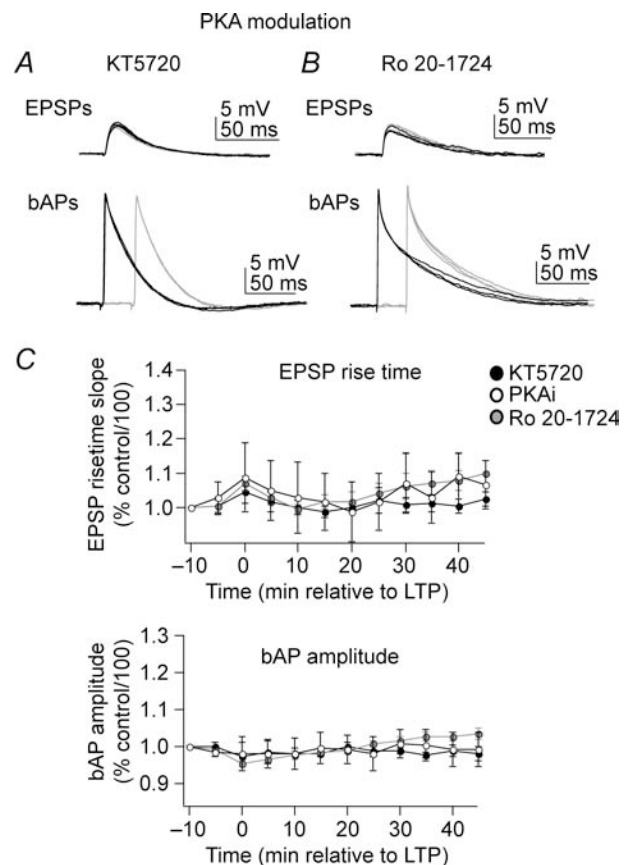 PKA modulation
A KT5720
B Ro 20-1724
EPSPs
5 mV
50 ms
EPSPs
5 mV
50 ms
bAPs
5 mV
50 ms
bAPs
5 mV
50 ms
C
EPSP rise time
KT5720
PKAi
Ro 20-1724
EPSP risetime slope
(% control/100)
1.4
1.3
1.2
1.1
1.0
–10 0 10 20 30 40
Time (min relative to LTP)
bAP amplitude
bAP amplitude
(% control/100)
1.3
1.2
1.1
1.0
0.9
–10 0 10 20 30 40
Time (min relative to LTP)